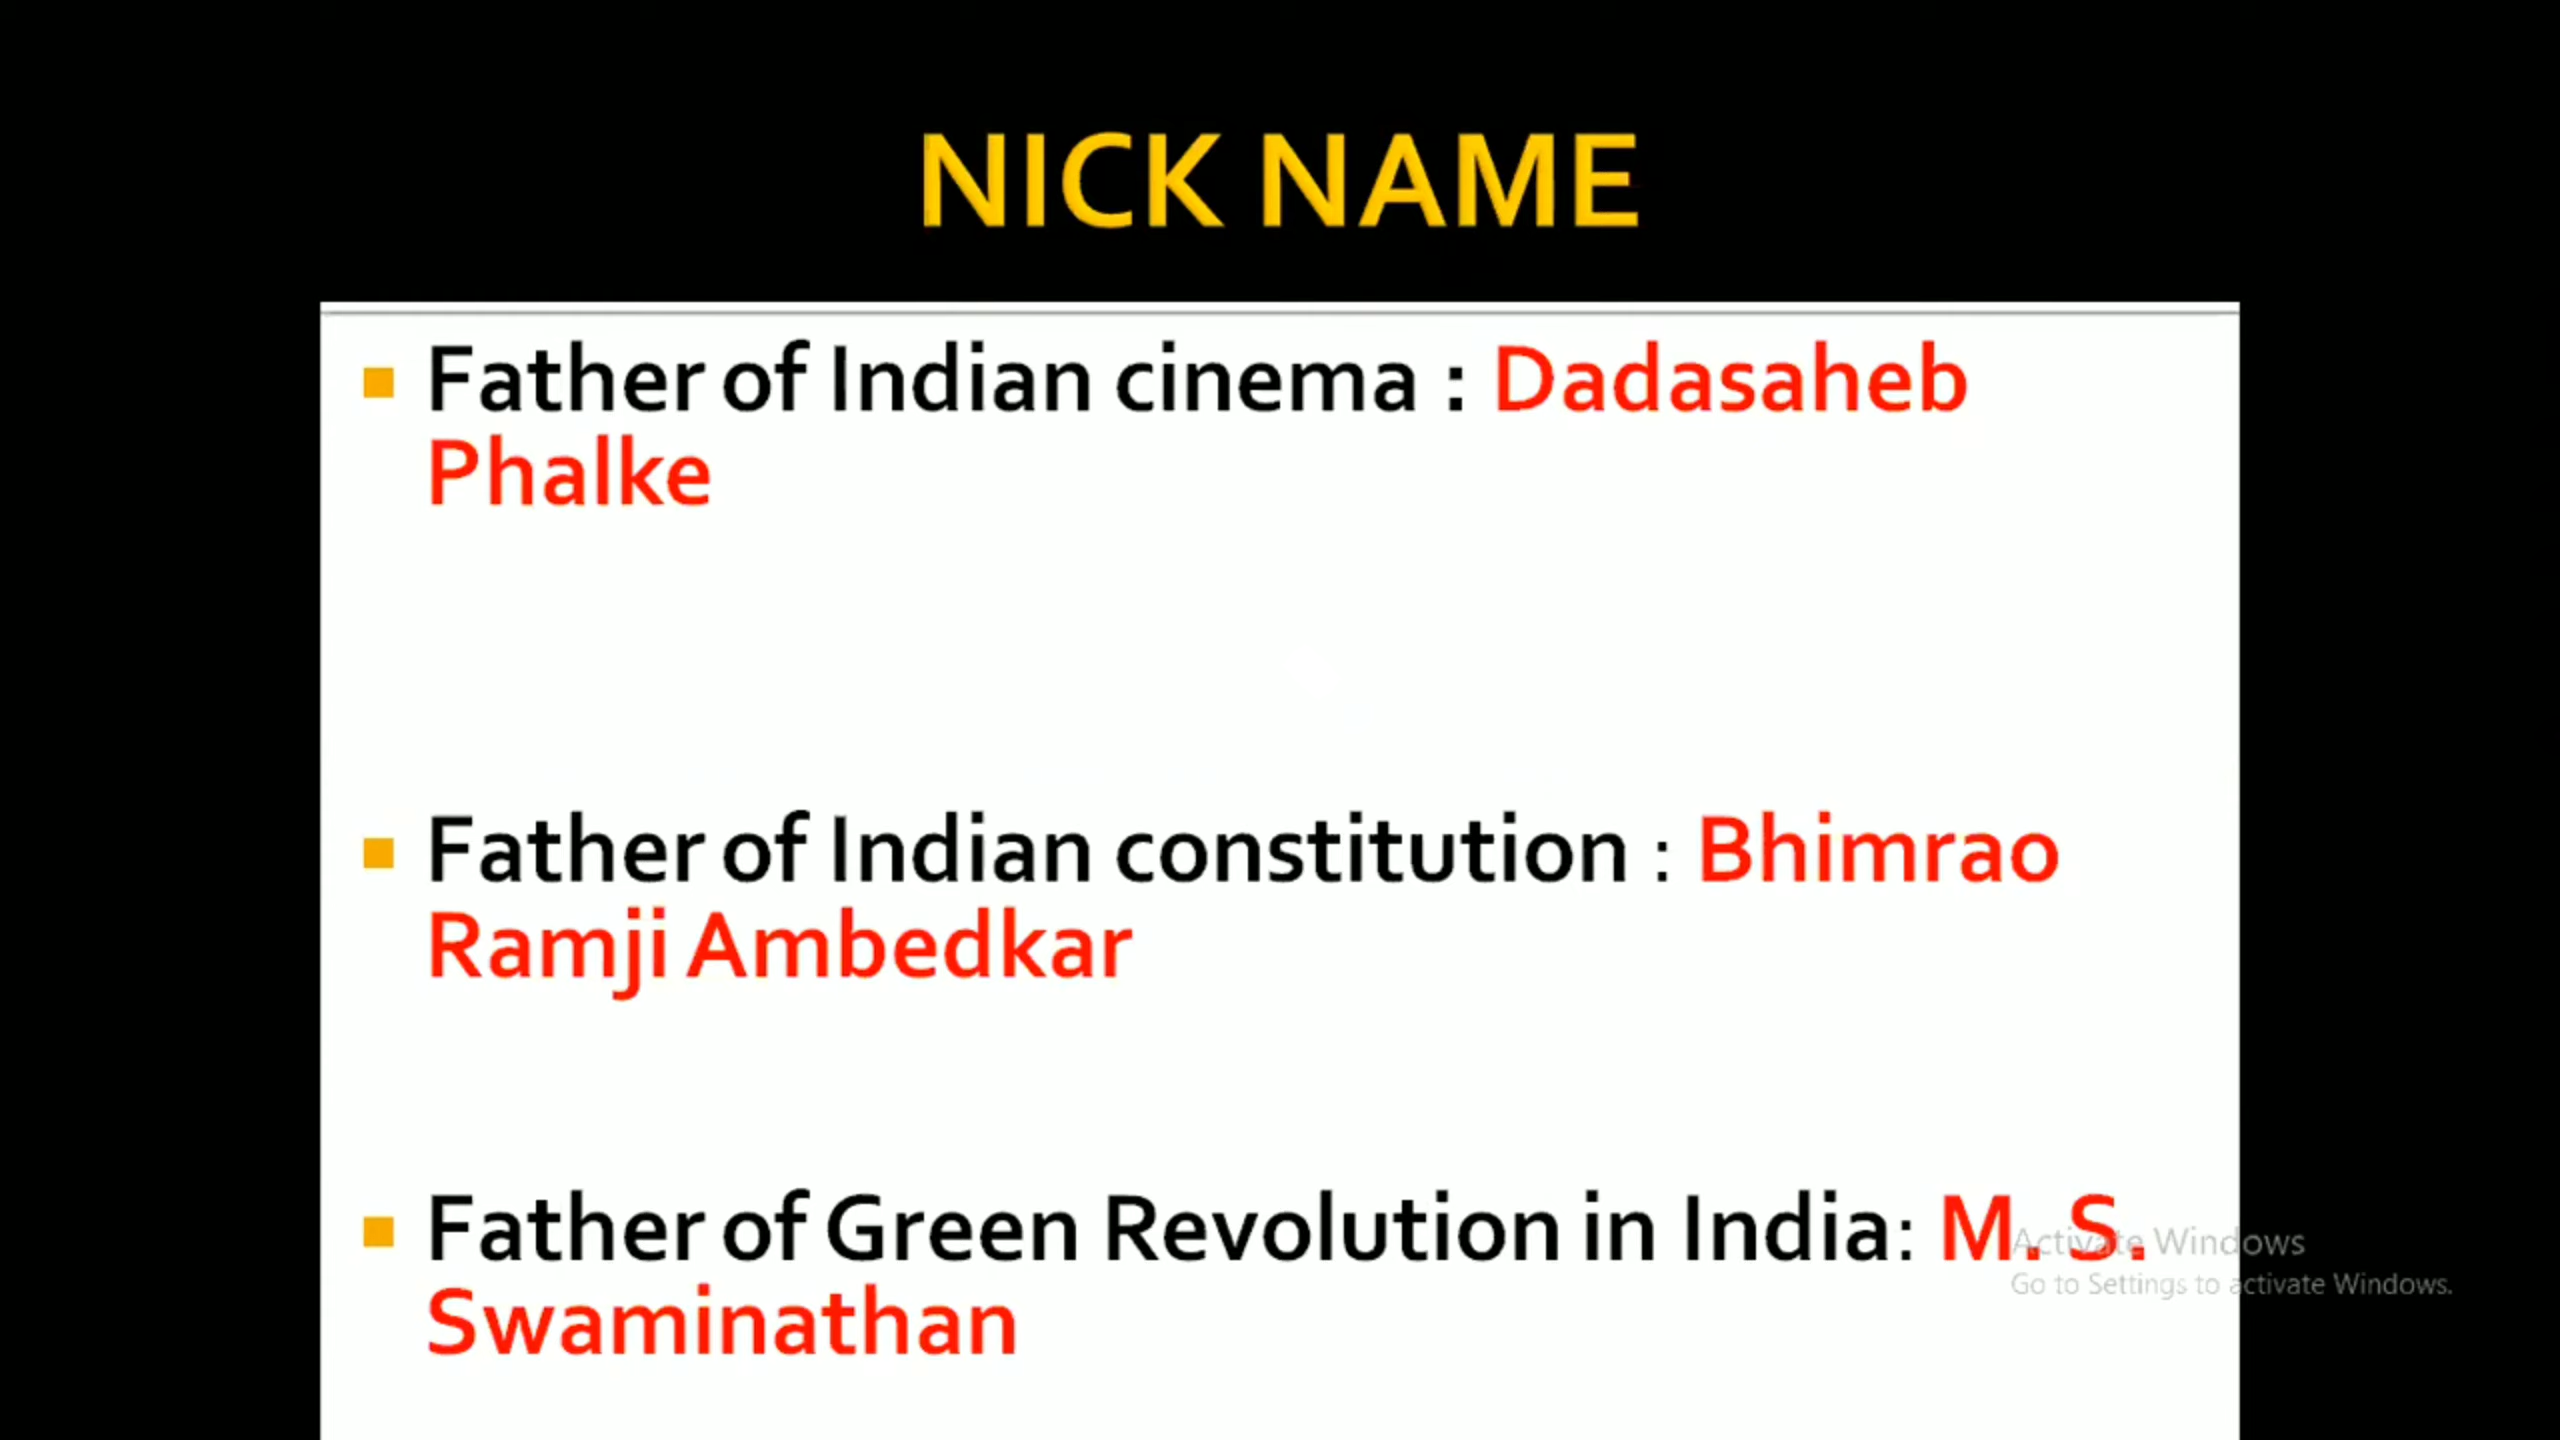 NICK NAME
Father of Indian cinema : Dadasaheb
Phalke
Father of Indian constitution : Bhimrao
Ramji Ambedkar
Father of Green Revolution in India: M. S.
Swaminathan
Activate Windows
Go to Settings to activate Windows.